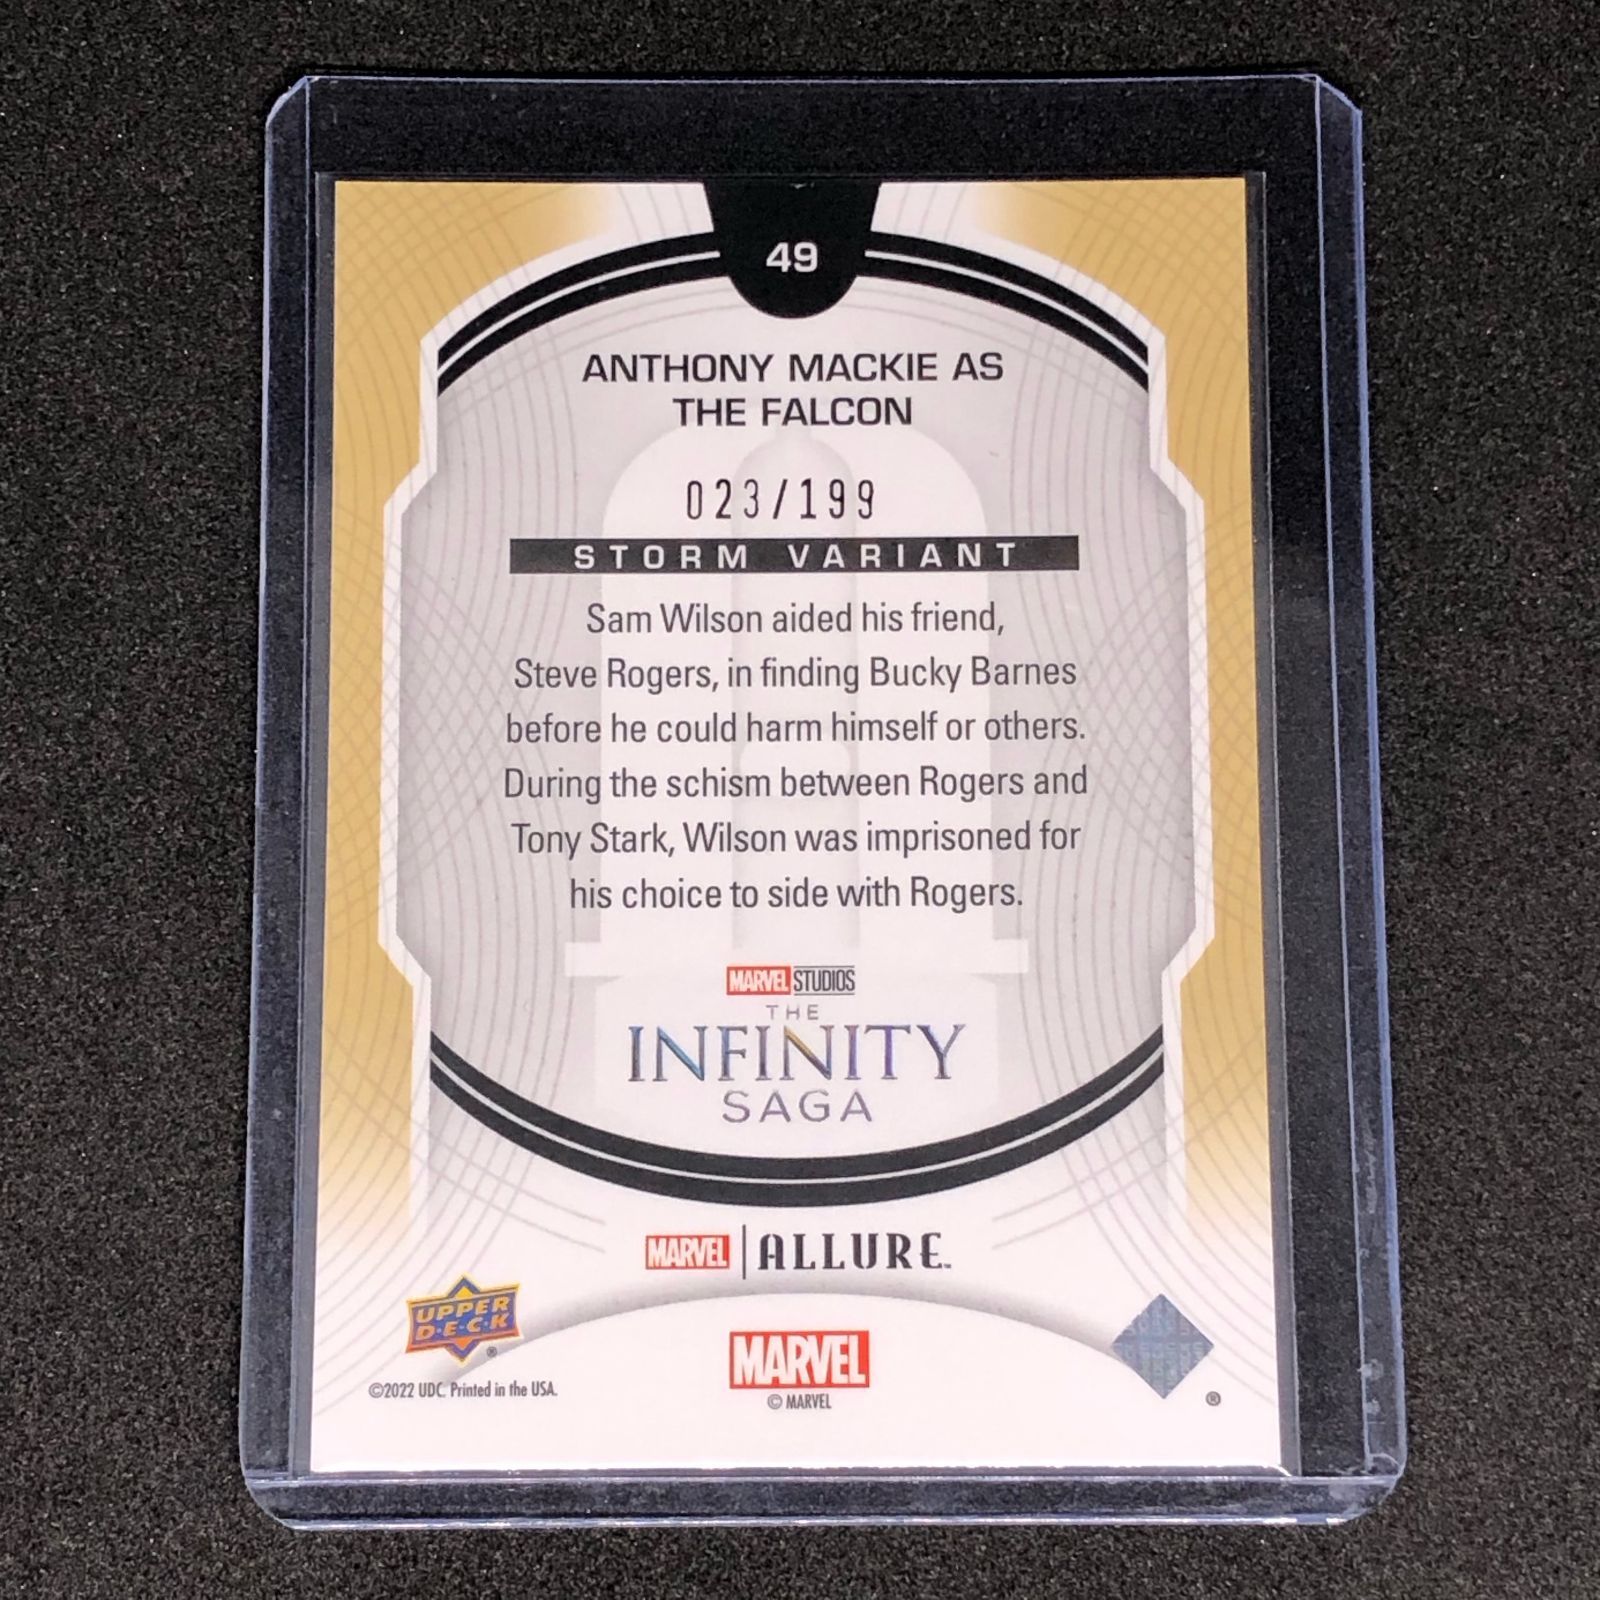 49
ANTHONY MACKIE AS
THE FALCON
023/199
STORM VARIANT
Sam Wilson aided his friend,
Steve Rogers, in finding Bucky Barnes
before he could harm himself or others.
During the schism between Rogers and
Tony Stark, Wilson was imprisoned for
his choice to side with Rogers.
MARVEL STUDIOS
THE
INFINITY
SAGA
MARVEL | ALLURE™
UPPER
D·E·C·K
®
MARVEL
©2022 UDC. Printed in the USA.
© MARVEL
®